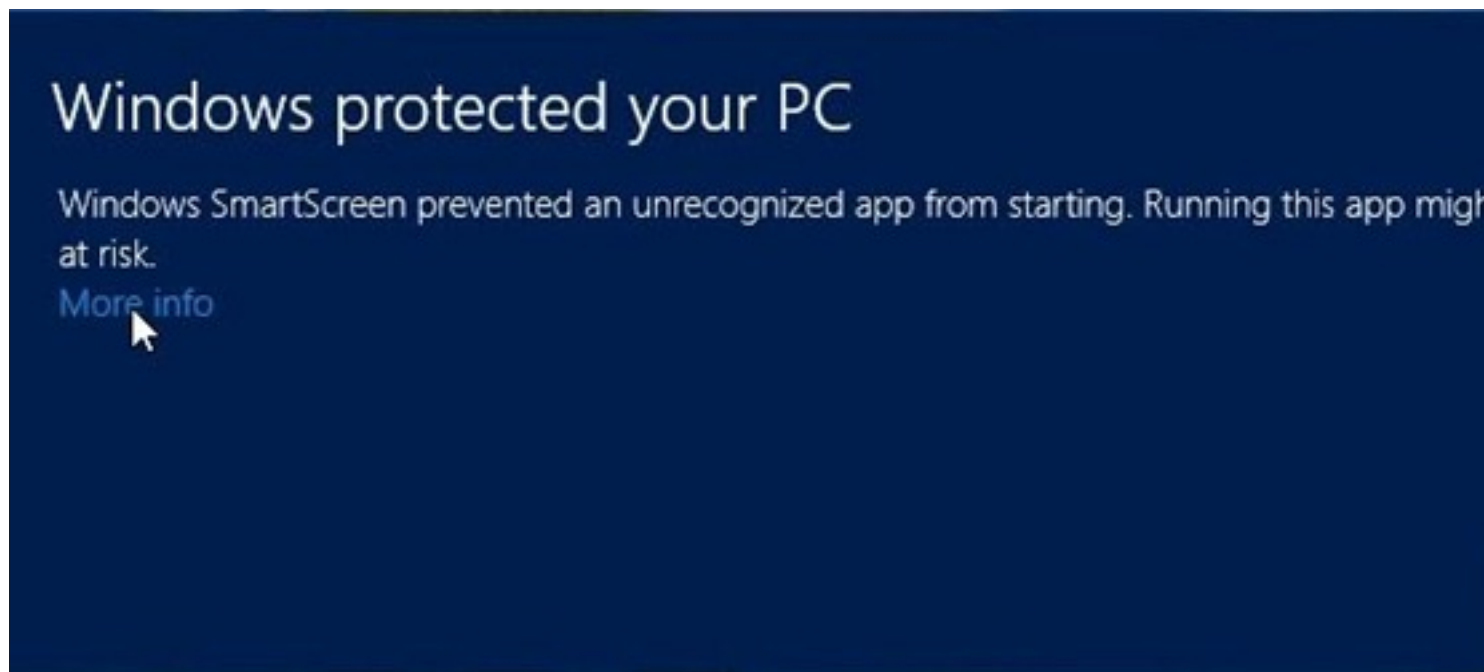 Windows protected your PC
Windows SmartScreen prevented an unrecognized app from starting. Running this app
at risk.
More info